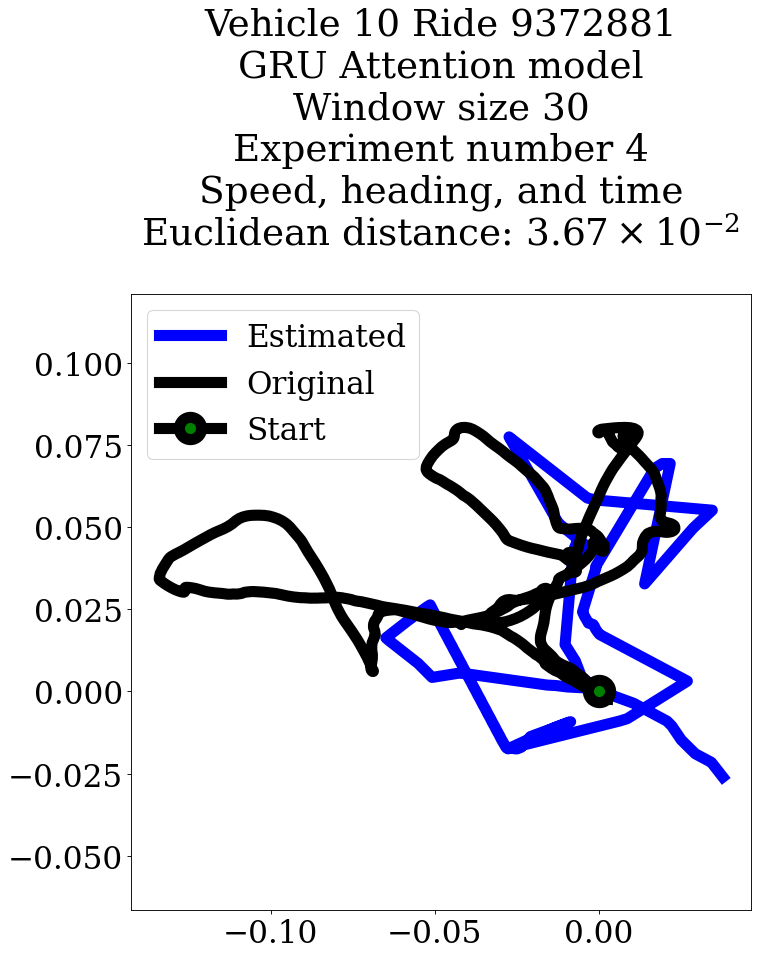 Vehicle 10 Ride 9372881
GRU Attention model
Window size 30
Experiment number 4
Speed, heading, and time
Euclidean distance: 3.67 × 10⁻²
Estimated
Original
Start
0.100
0.075
0.050
0.025
0.000
−0.025
−0.050
−0.10
−0.05
0.00